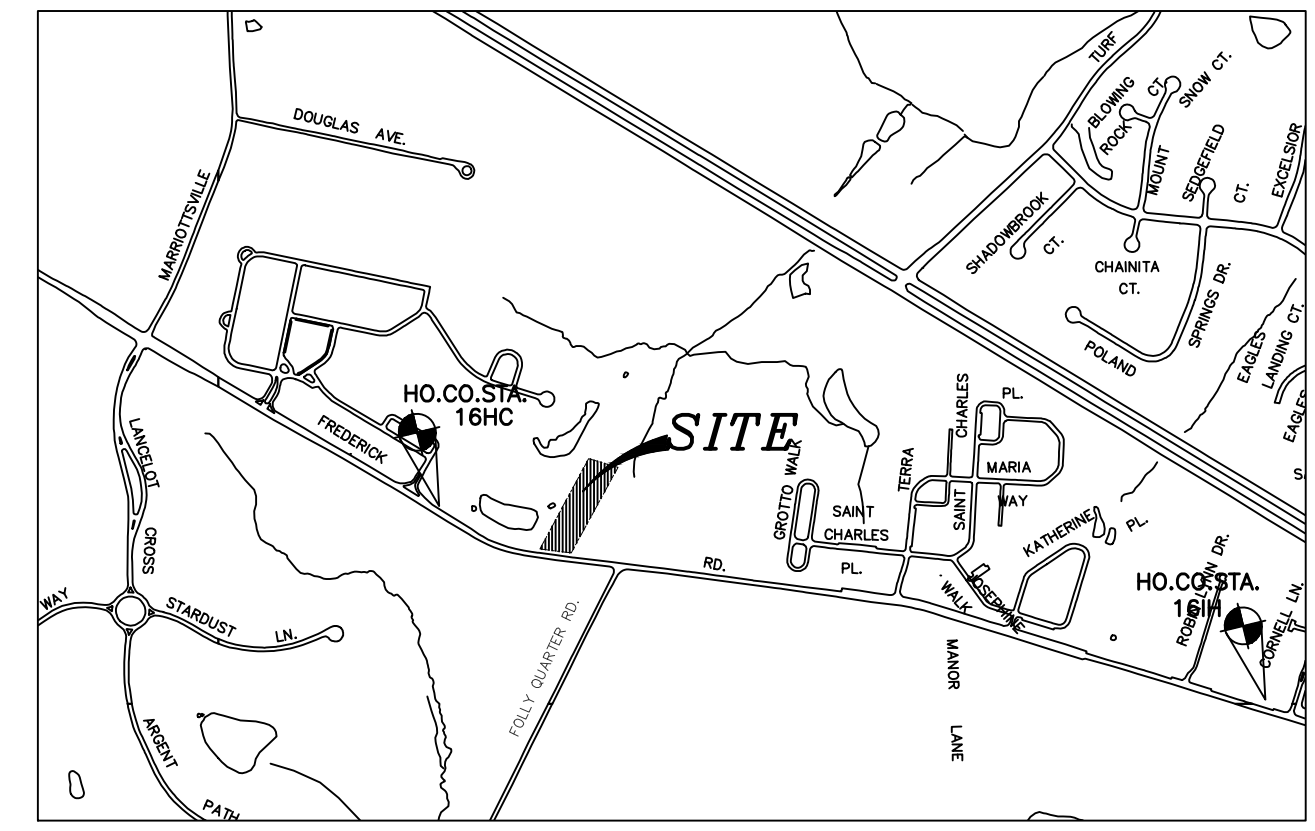 TURF
BLOWING
ROCK
CT.
SNOW CT.
MOUNT
SEDGEFIELD
CT.
EXCELSIOR
DOUGLAS AVE.
MARRIOTTSVILLE
SHADOWBROOK
CT.
CHAINITA
CT.
SPRINGS DR.
POLAND
EAGLES
LANDING CT.
EAGLES
HO.CO.STA.
16HC
FREDERICK
SITE
LANCELOT
CROSS
GROTTO WALK
SAINT
CHARLES
PL.
TERRA
MARIA
WAY
SAINT
CHARLES
PL.
KATHERINE
PL.
JOSEPHINE
WALK
RD.
HO.CO.STA.
16IH
ROBIN LYNN DR.
CORNELL LN.
WAY
STARDUST
LN.
FOLLY QUARTER RD.
MANOR
LANE
ARGENT
PATH